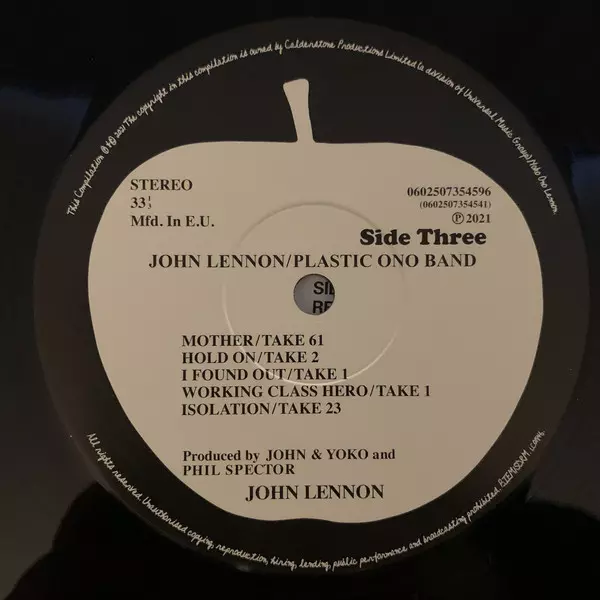 This Compilation ℗ & © 2021 The copyright in this compilation is owned by Calderstone Productions Limited (a division of Universal Music Group)/Yoko Ono Lennon.
STEREO
33⅓
Mfd. In E.U.
0602507354596
(0602507354541)
℗ 2021
Side Three
JOHN LENNON/PLASTIC ONO BAND
MOTHER/TAKE 61
HOLD ON/TAKE 2
I FOUND OUT/TAKE 1
WORKING CLASS HERO/TAKE 1
ISOLATION/TAKE 23
Produced by JOHN & YOKO and
PHIL SPECTOR
JOHN LENNON
All rights reserved. Unauthorised copying, reproduction, hiring, lending, public performance and broadcasting prohibited. BIEM/SDRM.